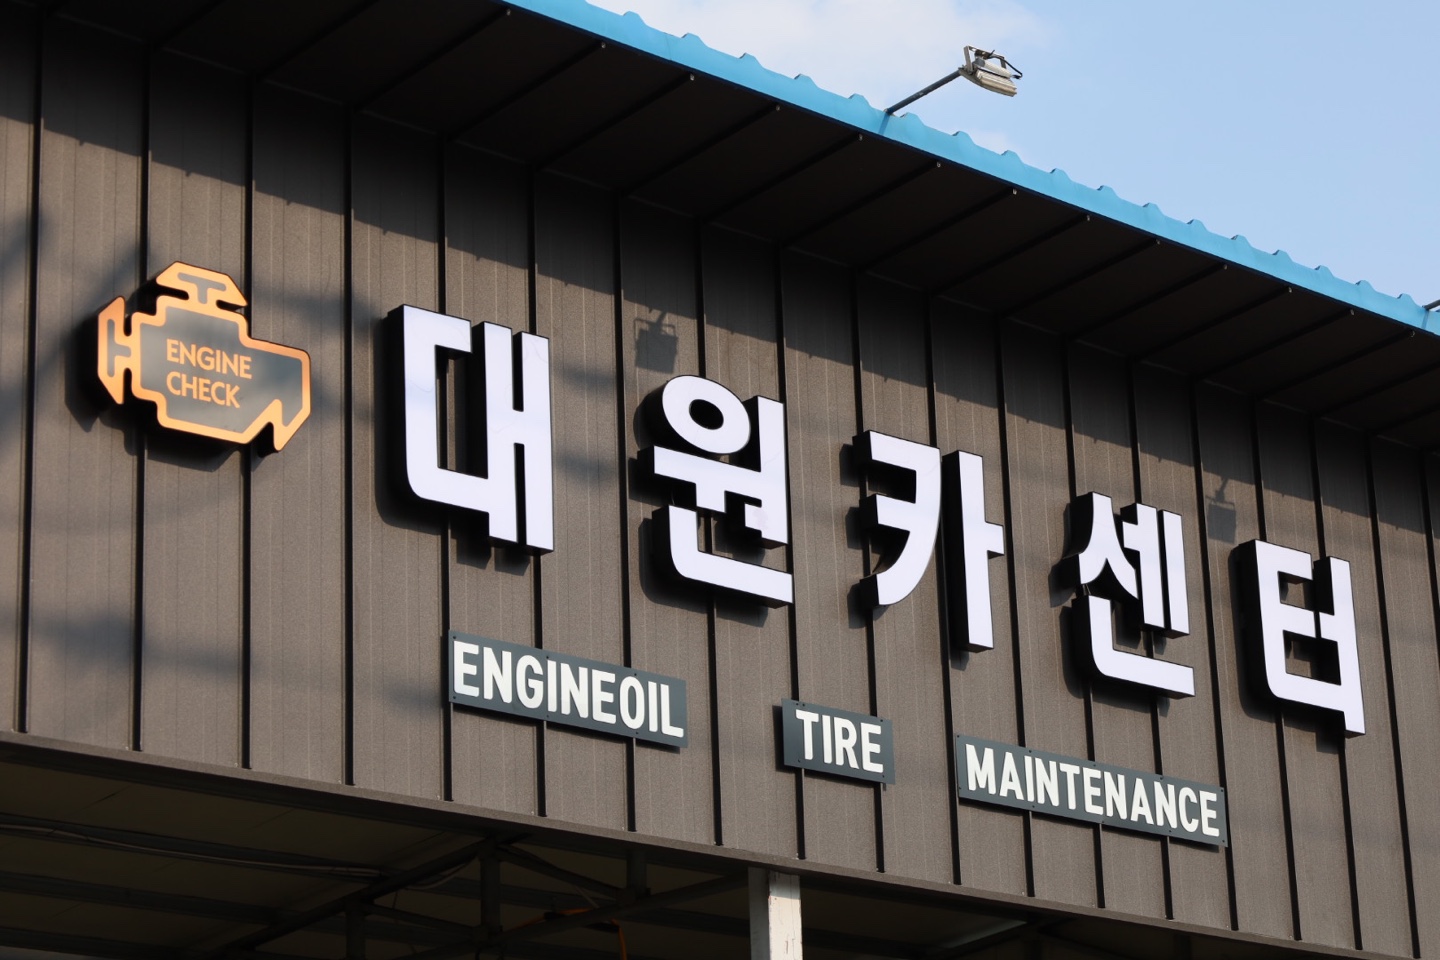 ENGINE
CHECK
대원카센터
ENGINEOIL
TIRE
MAINTENANCE